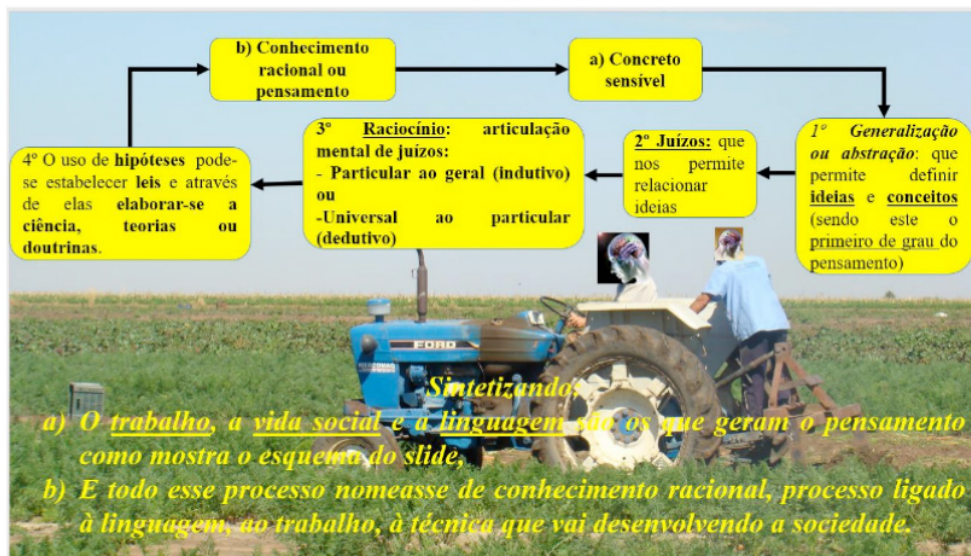 b) Conhecimento
racional ou
pensamento
a) Concreto
sensível
1º Generalização
ou abstração: que
permite definir
ideias e conceitos
(sendo este o
primeiro de grau do
pensamento)
2º Juízos: que
nos permite
relacionar
ideias
3º Raciocínio: articulação
mental de juízos:
- Particular ao geral (indutivo) ou
-Universal ao particular
(dedutivo)
4º O uso de hipóteses pode-
se estabelecer leis e através
de elas elaborar-se a
ciência, teorias ou
doutrinas.
FORD
Sintetizando:
a) O trabalho, a vida social e a linguagem são os que geram o pensamento
como mostra o esquema do slide,
b) E todo esse processo nomeasse de conhecimento racional, processo ligado
à linguagem, ao trabalho, à técnica que vai desenvolvendo a sociedade.